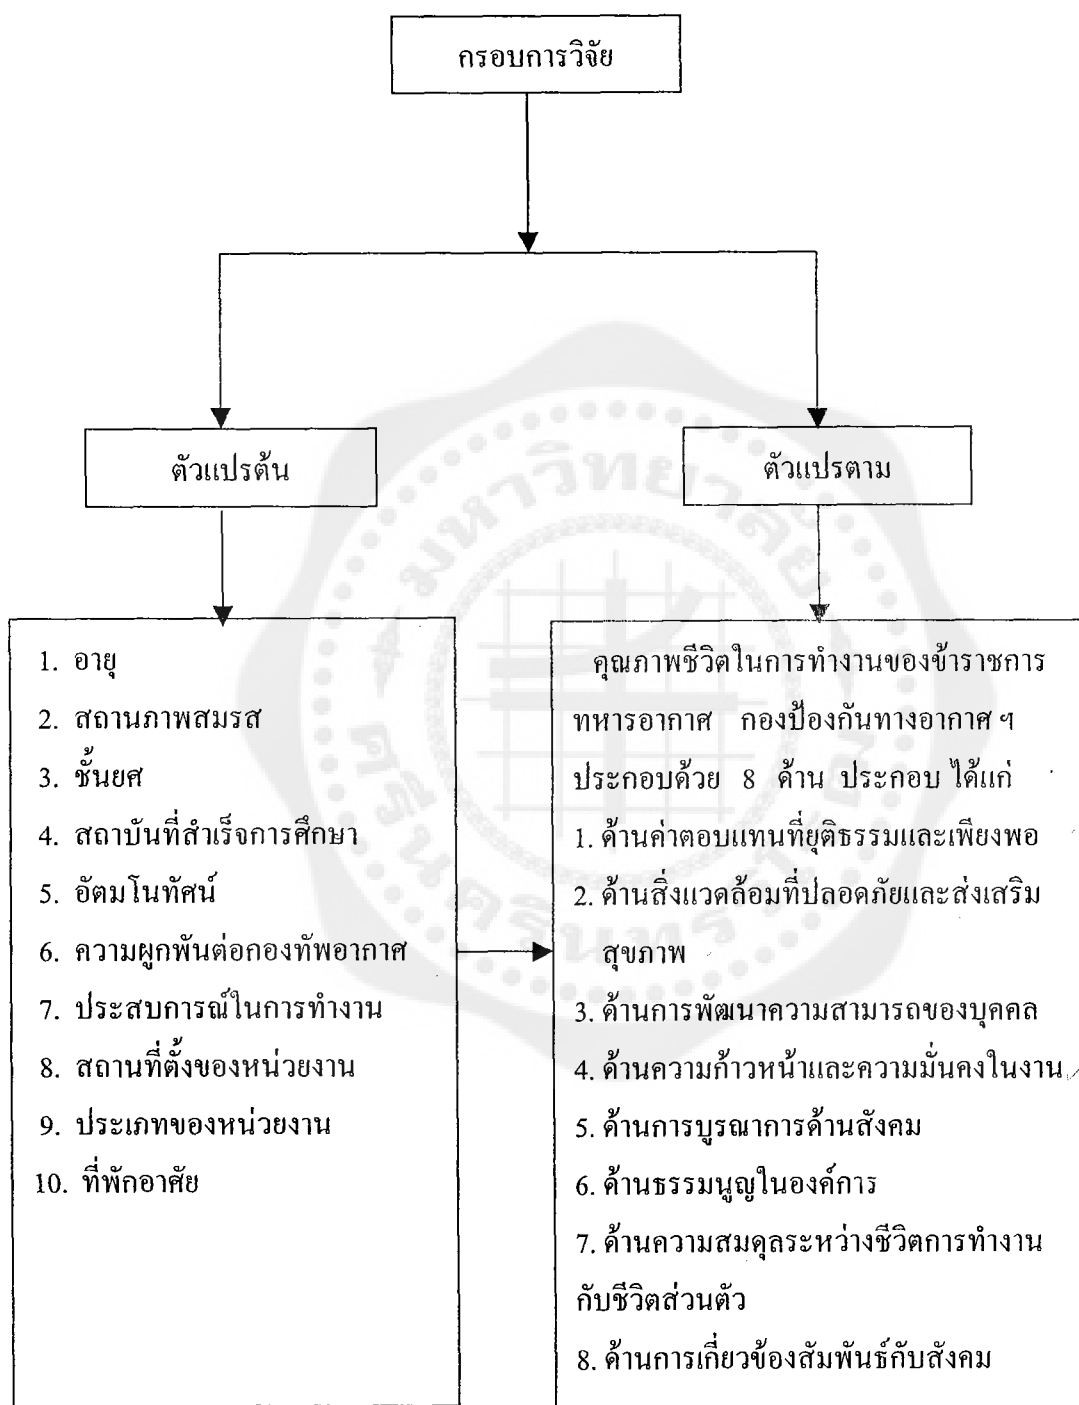 กรอบการวิจัย
ตัวแปรต้น
ตัวแปรตาม
1. อายุ
2. สถานภาพสมรส
3. ชั้นยศ
4. สถาบันที่สำเร็จการศึกษา
5. อัตมโนทัศน์
6. ความผูกพันต่อกองทัพอากาศ
7. ประสบการณ์ในการทำงาน
8. สถานที่ตั้งของหน่วยงาน
9. ประเภทของหน่วยงาน
10. ที่พักอาศัย
คุณภาพชีวิตในการทำงานของข้าราชการ
ทหารอากาศ กองป้องกันทางอากาศ ฯ
ประกอบด้วย 8 ด้าน ประกอบ ได้แก่
1. ด้านค่าตอบแทนที่ยุติธรรมและเพียงพอ
2. ด้านสิ่งแวดล้อมที่ปลอดภัยและส่งเสริม
สุขภาพ
3. ด้านการพัฒนาความสามารถของบุคคล
4. ด้านความก้าวหน้าและความมั่นคงในงาน
5. ด้านการบูรณาการด้านสังคม
6. ด้านธรรมนูญในองค์การ
7. ด้านความสมดุลระหว่างชีวิตการทำงาน
กับชีวิตส่วนตัว
8. ด้านการเกี่ยวข้องสัมพันธ์กับสังคม
มหาวิทยาลัย
ศรีนครินทรวิโรฒ